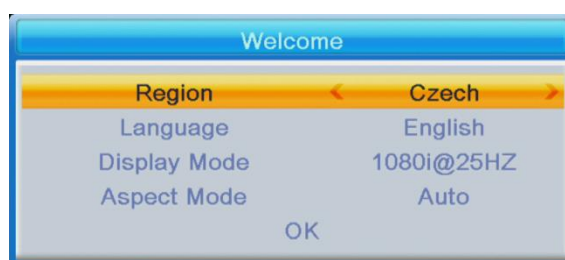 Welcome
Region Czech
Language English
Display Mode 1080i@25HZ
Aspect Mode Auto
OK